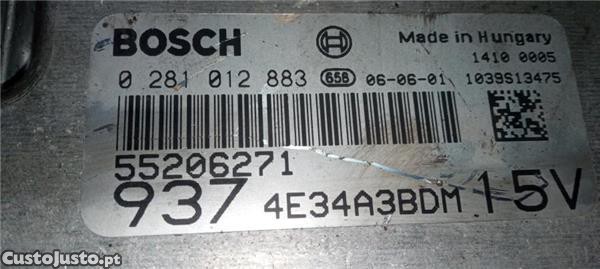 BOSCH Made in Hungary
1410 0005
0 281 012 883 656 06-06-01 1039S13475
55206271
937 4E34A3BDM 15V
CustoJusto.pt